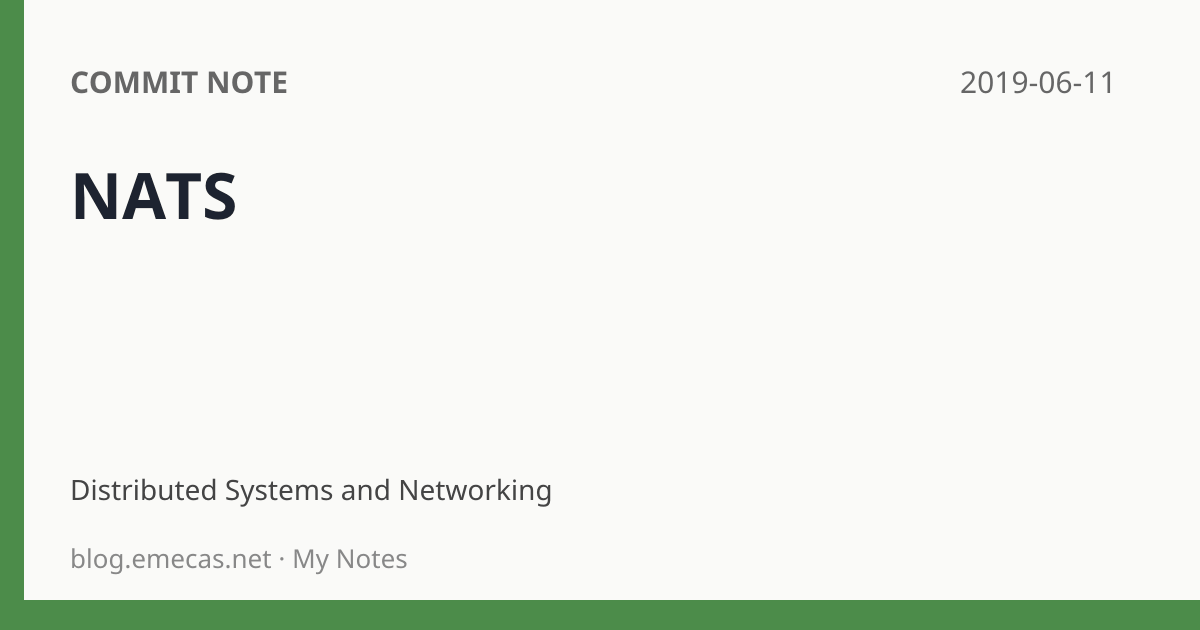 COMMIT NOTE
2019-06-11
NATS
Distributed Systems and Networking
blog.emecas.net · My Notes